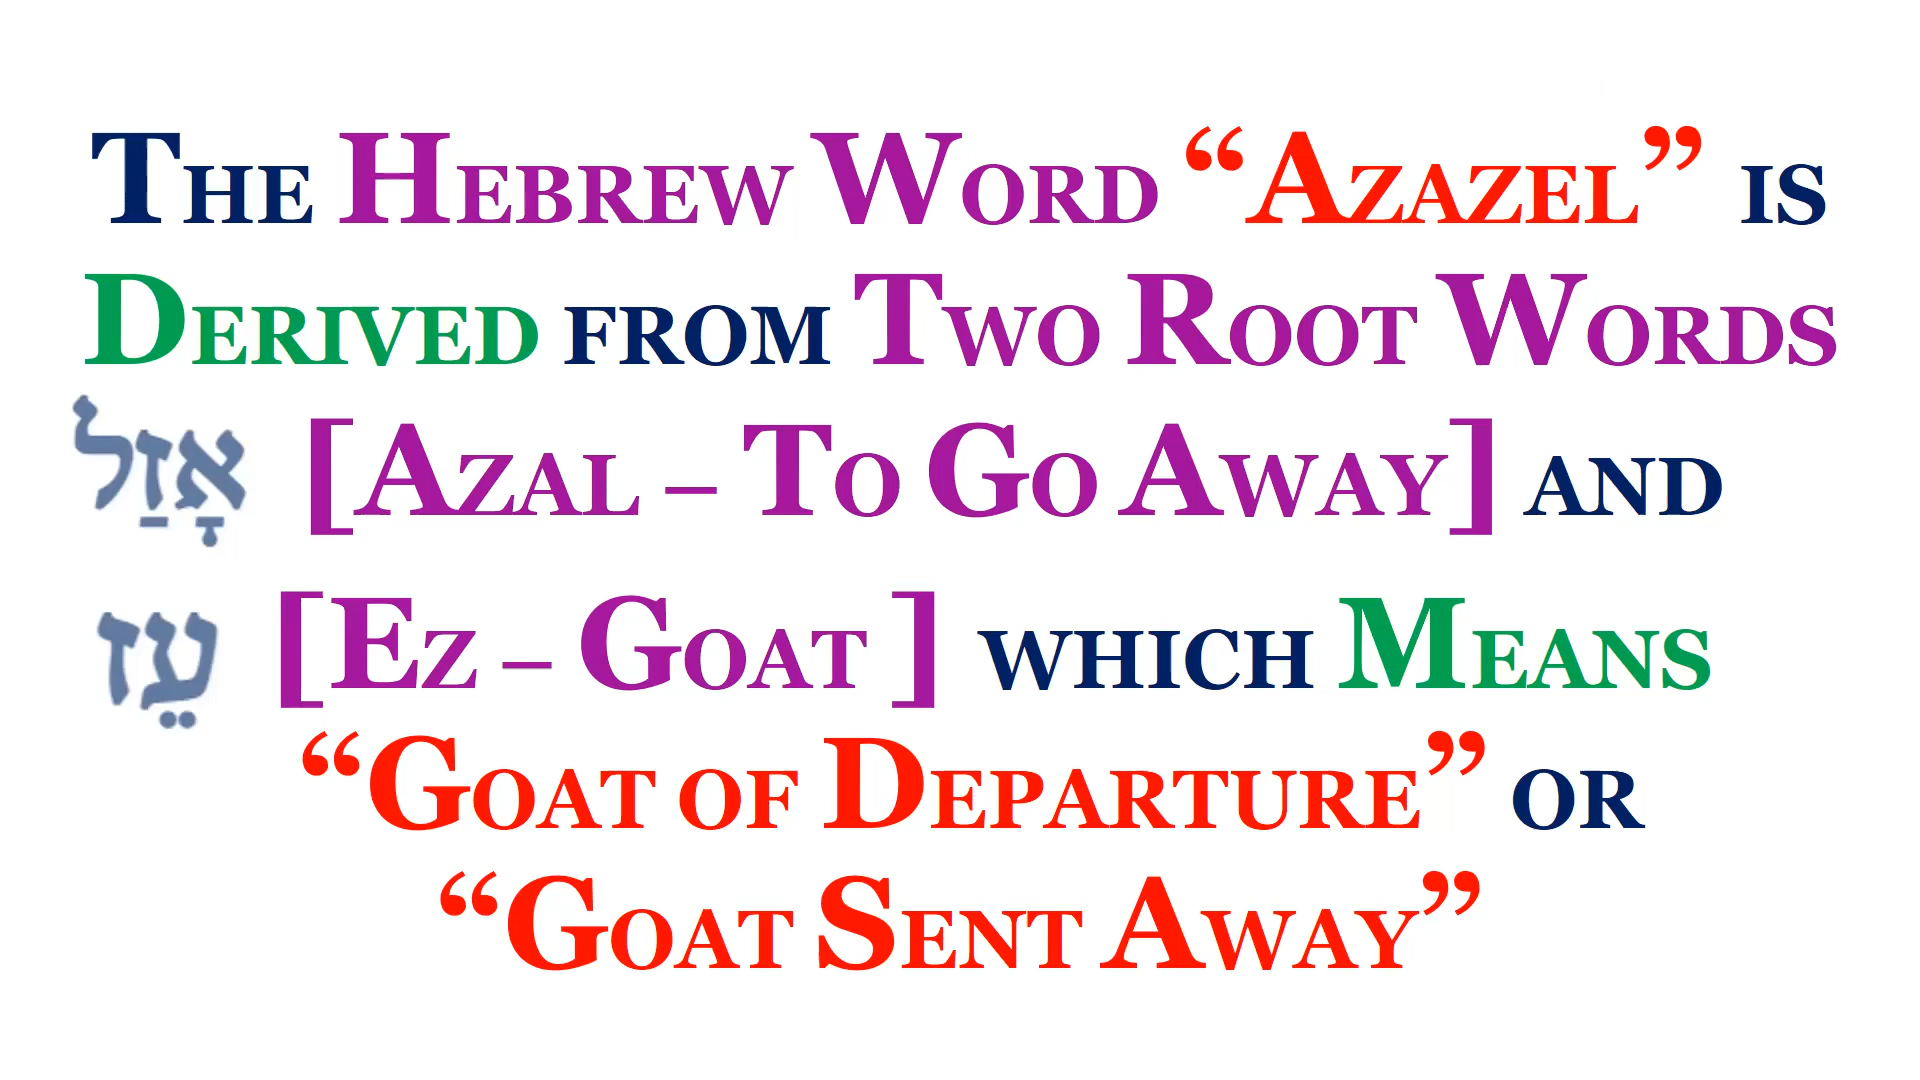 The Hebrew Word “Azazel” is
Derived from Two Root Words
אָזַל [Azal – To Go Away] and
עֵז [Ez – Goat ] which Means
“Goat of Departure” or
“Goat Sent Away”